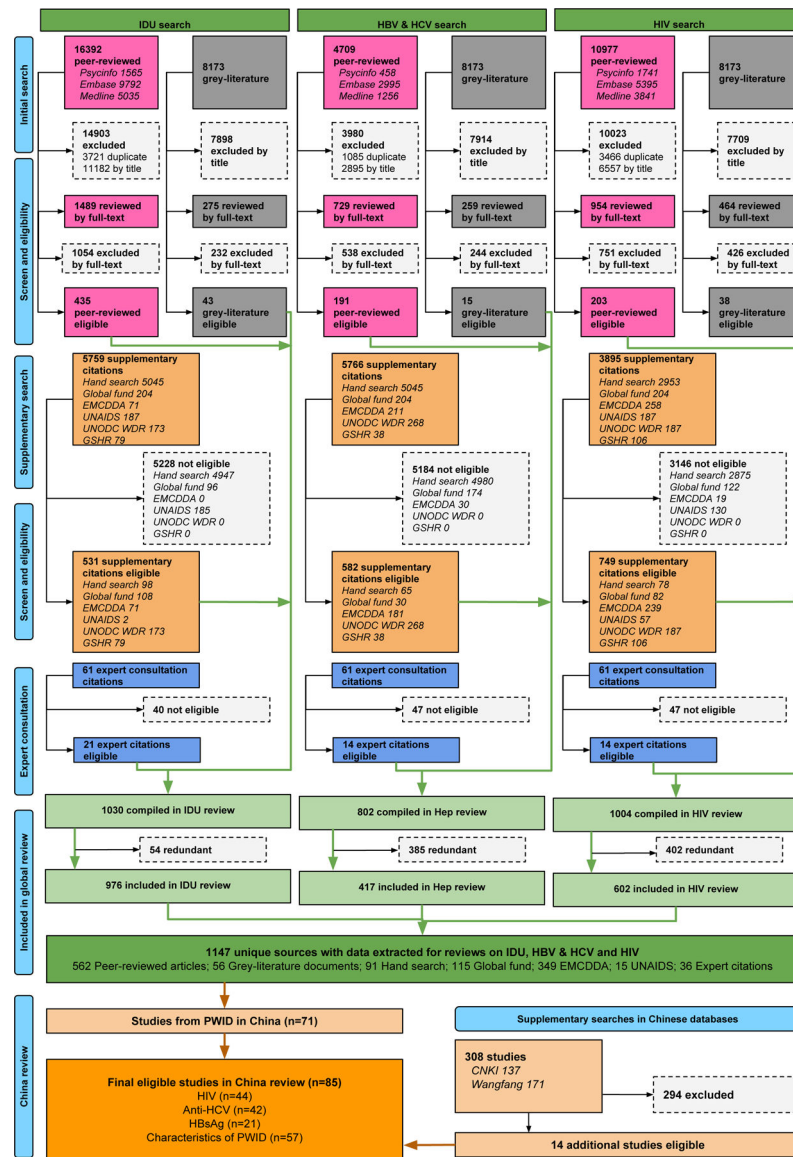 IDU search
HBV & HCV search
HIV search
Initial search
16392
peer-reviewed
Psycinfo 1565
Embase 9792
Medline 5035
8173
grey-literature
4709
peer-reviewed
Psycinfo 458
Embase 2995
Medline 1256
8173
grey-literature
10977
peer-reviewed
Psycinfo 1741
Embase 5395
Medline 3841
8173
grey-literature
14903
excluded
3721 duplicate
11182 by title
7898
excluded by
title
3980
excluded
1085 duplicate
2895 by title
7914
excluded by
title
10023
excluded
3466 duplicate
6557 by title
7709
excluded by
title
Screen and eligibility
1489 reviewed
by full-text
275 reviewed
by full-text
729 reviewed
by full-text
259 reviewed
by full-text
954 reviewed
by full-text
464 reviewed
by full-text
1054 excluded
by full-text
232 excluded
by full-text
538 excluded
by full-text
244 excluded
by full-text
751 excluded
by full-text
426 excluded
by full-text
435
peer-reviewed
eligible
43
grey-literature
eligible
191
peer-reviewed
eligible
15
grey-literature
eligible
203
peer-reviewed
eligible
38
grey-literature
eligible
Supplementary search
5759 supplementary
citations
Hand search 5045
Global fund 204
EMCDDA 71
UNAIDS 187
UNODC WDR 173
GSHR 79
5766 supplementary
citations
Hand search 5045
Global fund 204
EMCDDA 211
UNODC WDR 268
GSHR 38
3895 supplementary
citations
Hand search 2953
Global fund 204
EMCDDA 258
UNAIDS 187
UNODC WDR 187
GSHR 106
5228 not eligible
Hand search 4947
Global fund 96
EMCDDA 0
UNAIDS 185
UNODC WDR 0
GSHR 0
5184 not eligible
Hand search 4980
Global fund 174
EMCDDA 30
UNODC WDR 0
GSHR 0
3146 not eligible
Hand search 2875
Global fund 122
EMCDDA 19
UNAIDS 130
UNODC WDR 0
GSHR 0
Screen and eligibility
531 supplementary
citations eligible
Hand search 98
Global fund 108
EMCDDA 71
UNAIDS 2
UNODC WDR 173
GSHR 79
582 supplementary
citations eligible
Hand search 65
Global fund 30
EMCDDA 181
UNODC WDR 268
GSHR 38
749 supplementary
citations eligible
Hand search 78
Global fund 82
EMCDDA 239
UNAIDS 57
UNODC WDR 187
GSHR 106
Expert consultation
61 expert consultation
citations
61 expert consultation
citations
61 expert consultation
citations
40 not eligible
47 not eligible
47 not eligible
21 expert citations
eligible
14 expert citations
eligible
14 expert citations
eligible
Included in global review
1030 compiled in IDU review
802 compiled in Hep review
1004 compiled in HIV review
54 redundant
385 redundant
402 redundant
976 included in IDU review
417 included in Hep review
602 included in HIV review
1147 unique sources with data extracted for reviews on IDU, HBV & HCV and HIV
562 Peer-reviewed articles; 56 Grey-literature documents; 91 Hand search; 115 Global fund; 349 EMCDDA; 15 UNAIDS; 36 Expert citations
China review
Studies from PWID in China (n=71)
Supplementary searches in Chinese databases
308 studies
CNKI 137
Wangfang 171
294 excluded
Final eligible studies in China review (n=85)
HIV (n=44)
Anti-HCV (n=42)
HBsAg (n=21)
Characteristics of PWID (n=57)
14 additional studies eligible